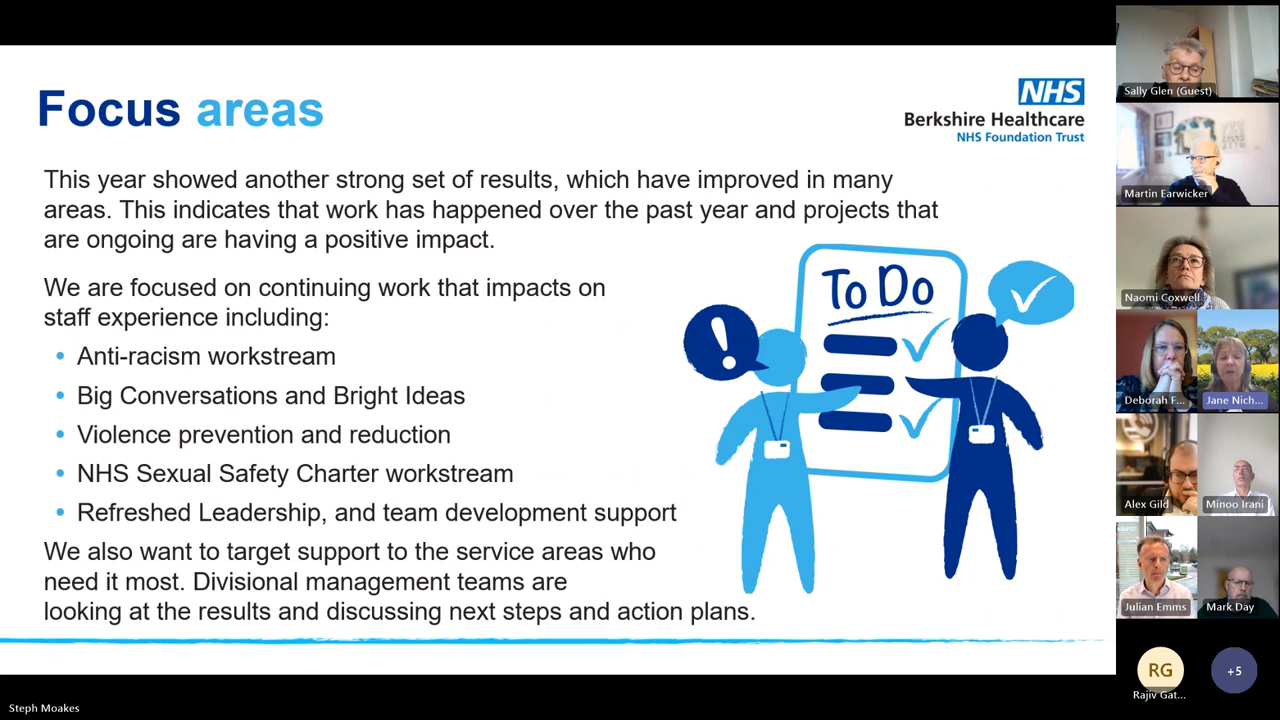 Focus areas
NHS
Berkshire Healthcare
NHS Foundation Trust
This year showed another strong set of results, which have improved in many
areas. This indicates that work has happened over the past year and projects that
are ongoing are having a positive impact.
We are focused on continuing work that impacts on
staff experience including:
• Anti-racism workstream
• Big Conversations and Bright Ideas
• Violence prevention and reduction
• NHS Sexual Safety Charter workstream
• Refreshed Leadership, and team development support
We also want to target support to the service areas who
need it most. Divisional management teams are
looking at the results and discussing next steps and action plans.
To Do
!
Sally Glen (Guest)
Martin Earwicker
Naomi Coxwell
Deborah F...
Jane Nich...
Alex Gild
Minoo Irani
Julian Emms
Mark Day
RG
Rajiv Gat...
+5
Steph Moakes